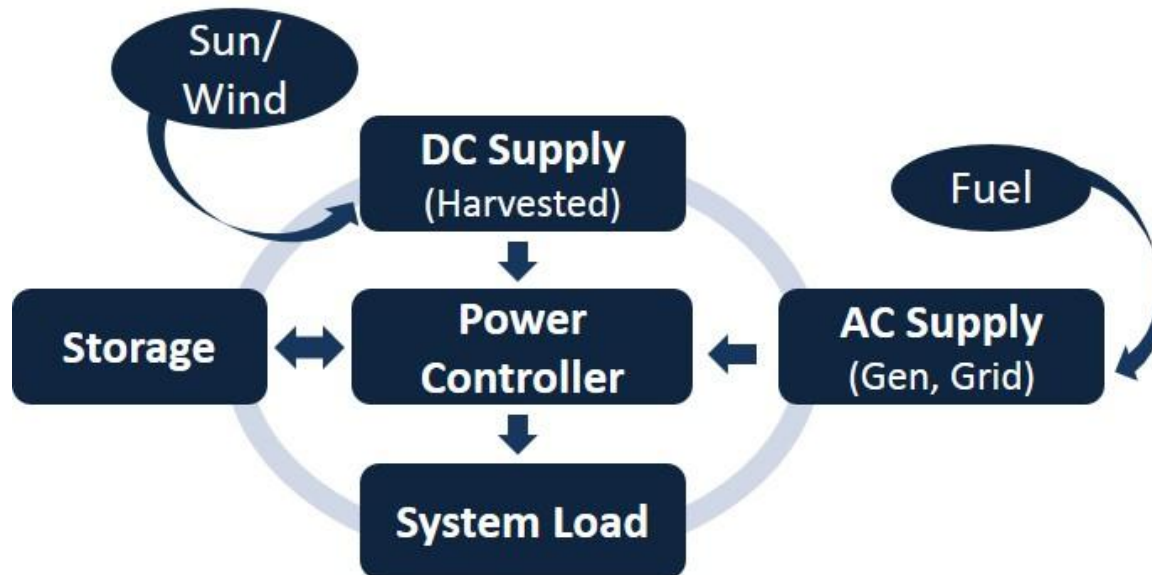 Sun/
Wind
DC Supply
(Harvested)
Fuel
Storage
Power
Controller
AC Supply
(Gen, Grid)
System Load